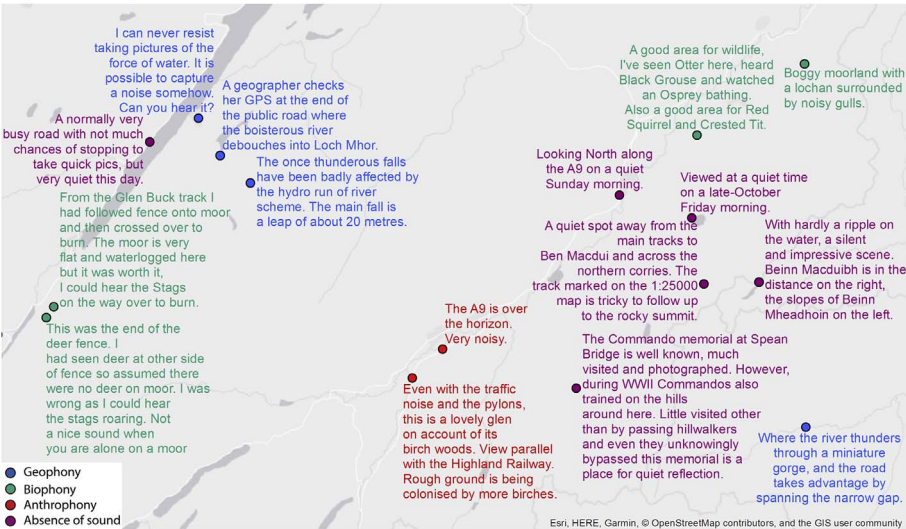 I can never resist
taking pictures of the
force of water. It is
possible to capture
a noise somehow.
Can you hear it?
A geographer checks
her GPS at the end of
the public road where
the boisterous river
debouches into Loch Mhor.
A normally very
busy road with not much
chances of stopping to
take quick pics, but
very quiet this day.
The once thunderous falls
have been badly affected by
the hydro run of river
scheme. The main fall is
a leap of about 20 metres.
From the Glen Buck track I
had followed fence onto moor
and then crossed over to
burn. The moor is very
flat and waterlogged here
but it was worth it,
I could hear the Stags
on the way over to burn.
This was the end of the
deer fence. I
had seen deer at other side
of fence so assumed there
were no deer on moor. I was
wrong as I could hear
the stags roaring. Not
a nice sound when
you are alone on a moor
A good area for wildlife,
I've seen Otter here, heard
Black Grouse and watched
an Osprey bathing.
Also a good area for Red
Squirrel and Crested Tit.
Boggy moorland with
a lochan surrounded
by noisy gulls.
Looking North along
the A9 on a quiet
Sunday morning.
Viewed at a quiet time
on a late-October
Friday morning.
A quiet spot away from the
main tracks to
Ben Macdui and across the
northern corries. The
track marked on the 1:25000
map is tricky to follow up
to the rocky summit.
With hardly a ripple on
the water, a silent
and impressive scene.
Beinn Macduibh is in the
distance on the right,
the slopes of Beinn
Mheadhoin on the left.
The A9 is over
the horizon.
Very noisy.
Even with the traffic
noise and the pylons,
this is a lovely glen
on account of its
birch woods. View parallel
with the Highland Railway.
Rough ground is being
colonised by more birches.
The Commando memorial at Spean
Bridge is well known, much
visited and photographed. However,
during WWII Commandos also
trained on the hills
around here. Little visited other
than by passing hillwalkers
and even they unknowingly
bypassed this memorial is a
place for quiet reflection.
Where the river thunders
through a miniature
gorge, and the road
takes advantage by
spanning the narrow gap.
Geophony
Biophony
Anthrophony
Absence of sound
Esri, HERE, Garmin, © OpenStreetMap contributors, and the GIS user community